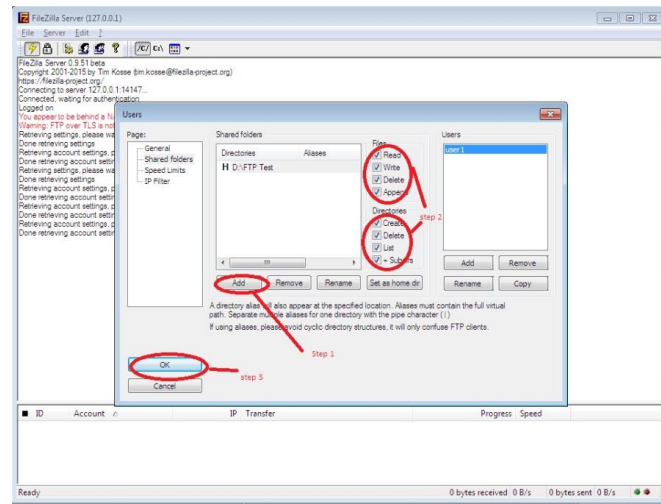 FileZilla Server (127.0.0.1)
File Server Edit ?
/C/ C:\
FileZilla Server 0.9.51 beta
Copyright 2001-2015 by Tim Kosse (tim.kosse@filezilla-project.org)
https://filezilla-project.org/
Connecting to server 127.0.0.1:14147...
Connected, waiting for authentication
Logged on
You appear to be behind a N
Warning: FTP over TLS is not
Retrieving settings, please wa
Done retrieving settings
Retrieving account settings, p
Done retrieving account settin
Retrieving settings, please wa
Done retrieving settings
Retrieving account settings, p
Done retrieving account settin
Retrieving account settings, p
Done retrieving account settin
Retrieving account settings, p
Done retrieving account settin
Users
Page:
General
Shared folders
Speed Limits
IP Filter
Shared folders
Directories Aliases
H D:\FTP Test
Files
Read
Write
Delete
Append
Directories
Create
Delete
List
+ Subdirs
step 2
Users
user1
Add Remove Rename Set as home dir
Add Remove
Rename Copy
A directory alias will also appear at the specified location. Aliases must contain the full virtual
path. Separate multiple aliases for one directory with the pipe character (|)
If using aliases, please avoid cyclic directory structures, it will only confuse FTP clients.
Step 1
OK
step 3
Cancel
ID Account IP Transfer Progress Speed
Ready 0 bytes received 0 B/s 0 bytes sent 0 B/s